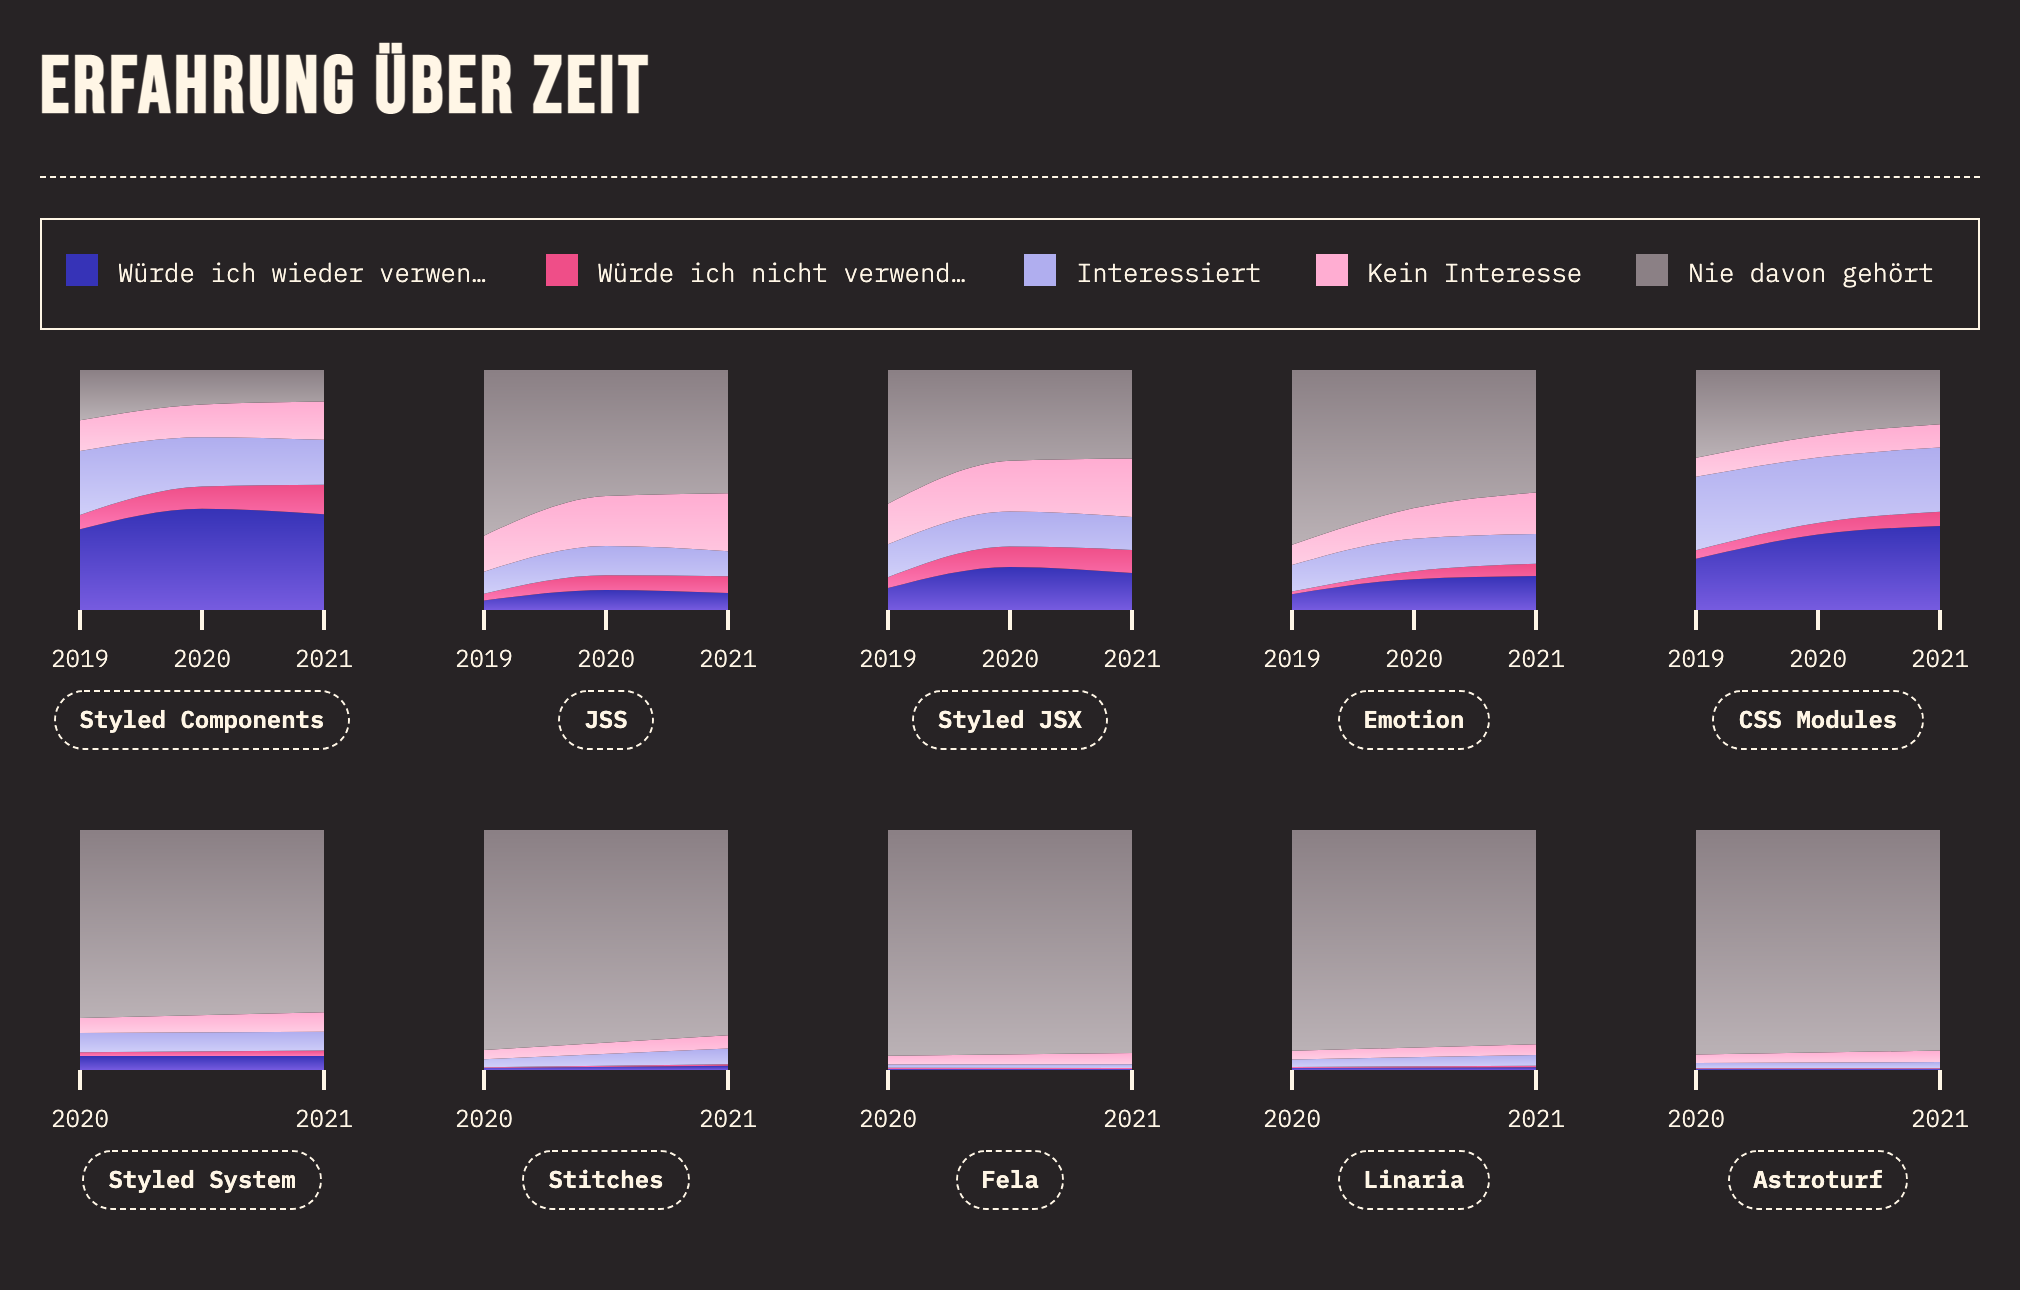 ERFAHRUNG ÜBER ZEIT
Würde ich wieder verwen… Würde ich nicht verwend… Interessiert Kein Interesse Nie davon gehört
2019 2020 2021 2019 2020 2021 2019 2020 2021 2019 2020 2021 2019 2020 2021
Styled Components JSS Styled JSX Emotion CSS Modules
2020 2021 2020 2021 2020 2021 2020 2021 2020 2021
Styled System Stitches Fela Linaria Astroturf